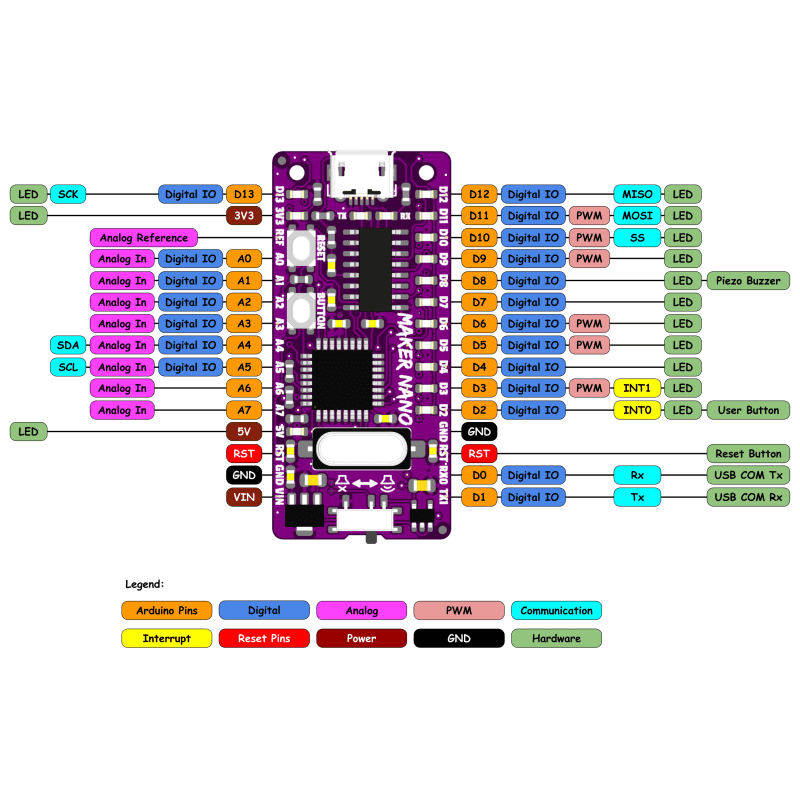 LED SCK Digital IO D13
LED 3V3
Analog Reference
Analog In Digital IO A0
Analog In Digital IO A1
Analog In Digital IO A2
Analog In Digital IO A3
SDA Analog In Digital IO A4
SCL Analog In Digital IO A5
Analog In A6
Analog In A7
LED 5V
RST
GND
VIN
D13
3V3
REF
A0
A1
A2
A3
A4
A5
A6
A7
5V
RST
GND
VIN
TX
RX
RESET
BUTTON
MAKER NANO
D12
D11
D10
D9
D8
D7
D6
D5
D4
D3
D2
GND
RST
RX0
TX1
D12 Digital IO MISO LED
D11 Digital IO PWM MOSI LED
D10 Digital IO PWM SS LED
D9 Digital IO PWM LED
D8 Digital IO LED Piezo Buzzer
D7 Digital IO LED
D6 Digital IO PWM LED
D5 Digital IO PWM LED
D4 Digital IO LED
D3 Digital IO PWM INT1 LED
D2 Digital IO INT0 LED User Button
GND
RST Reset Button
D0 Digital IO Rx USB COM Tx
D1 Digital IO Tx USB COM Rx
Legend:
Arduino Pins Digital Analog PWM Communication
Interrupt Reset Pins Power GND Hardware